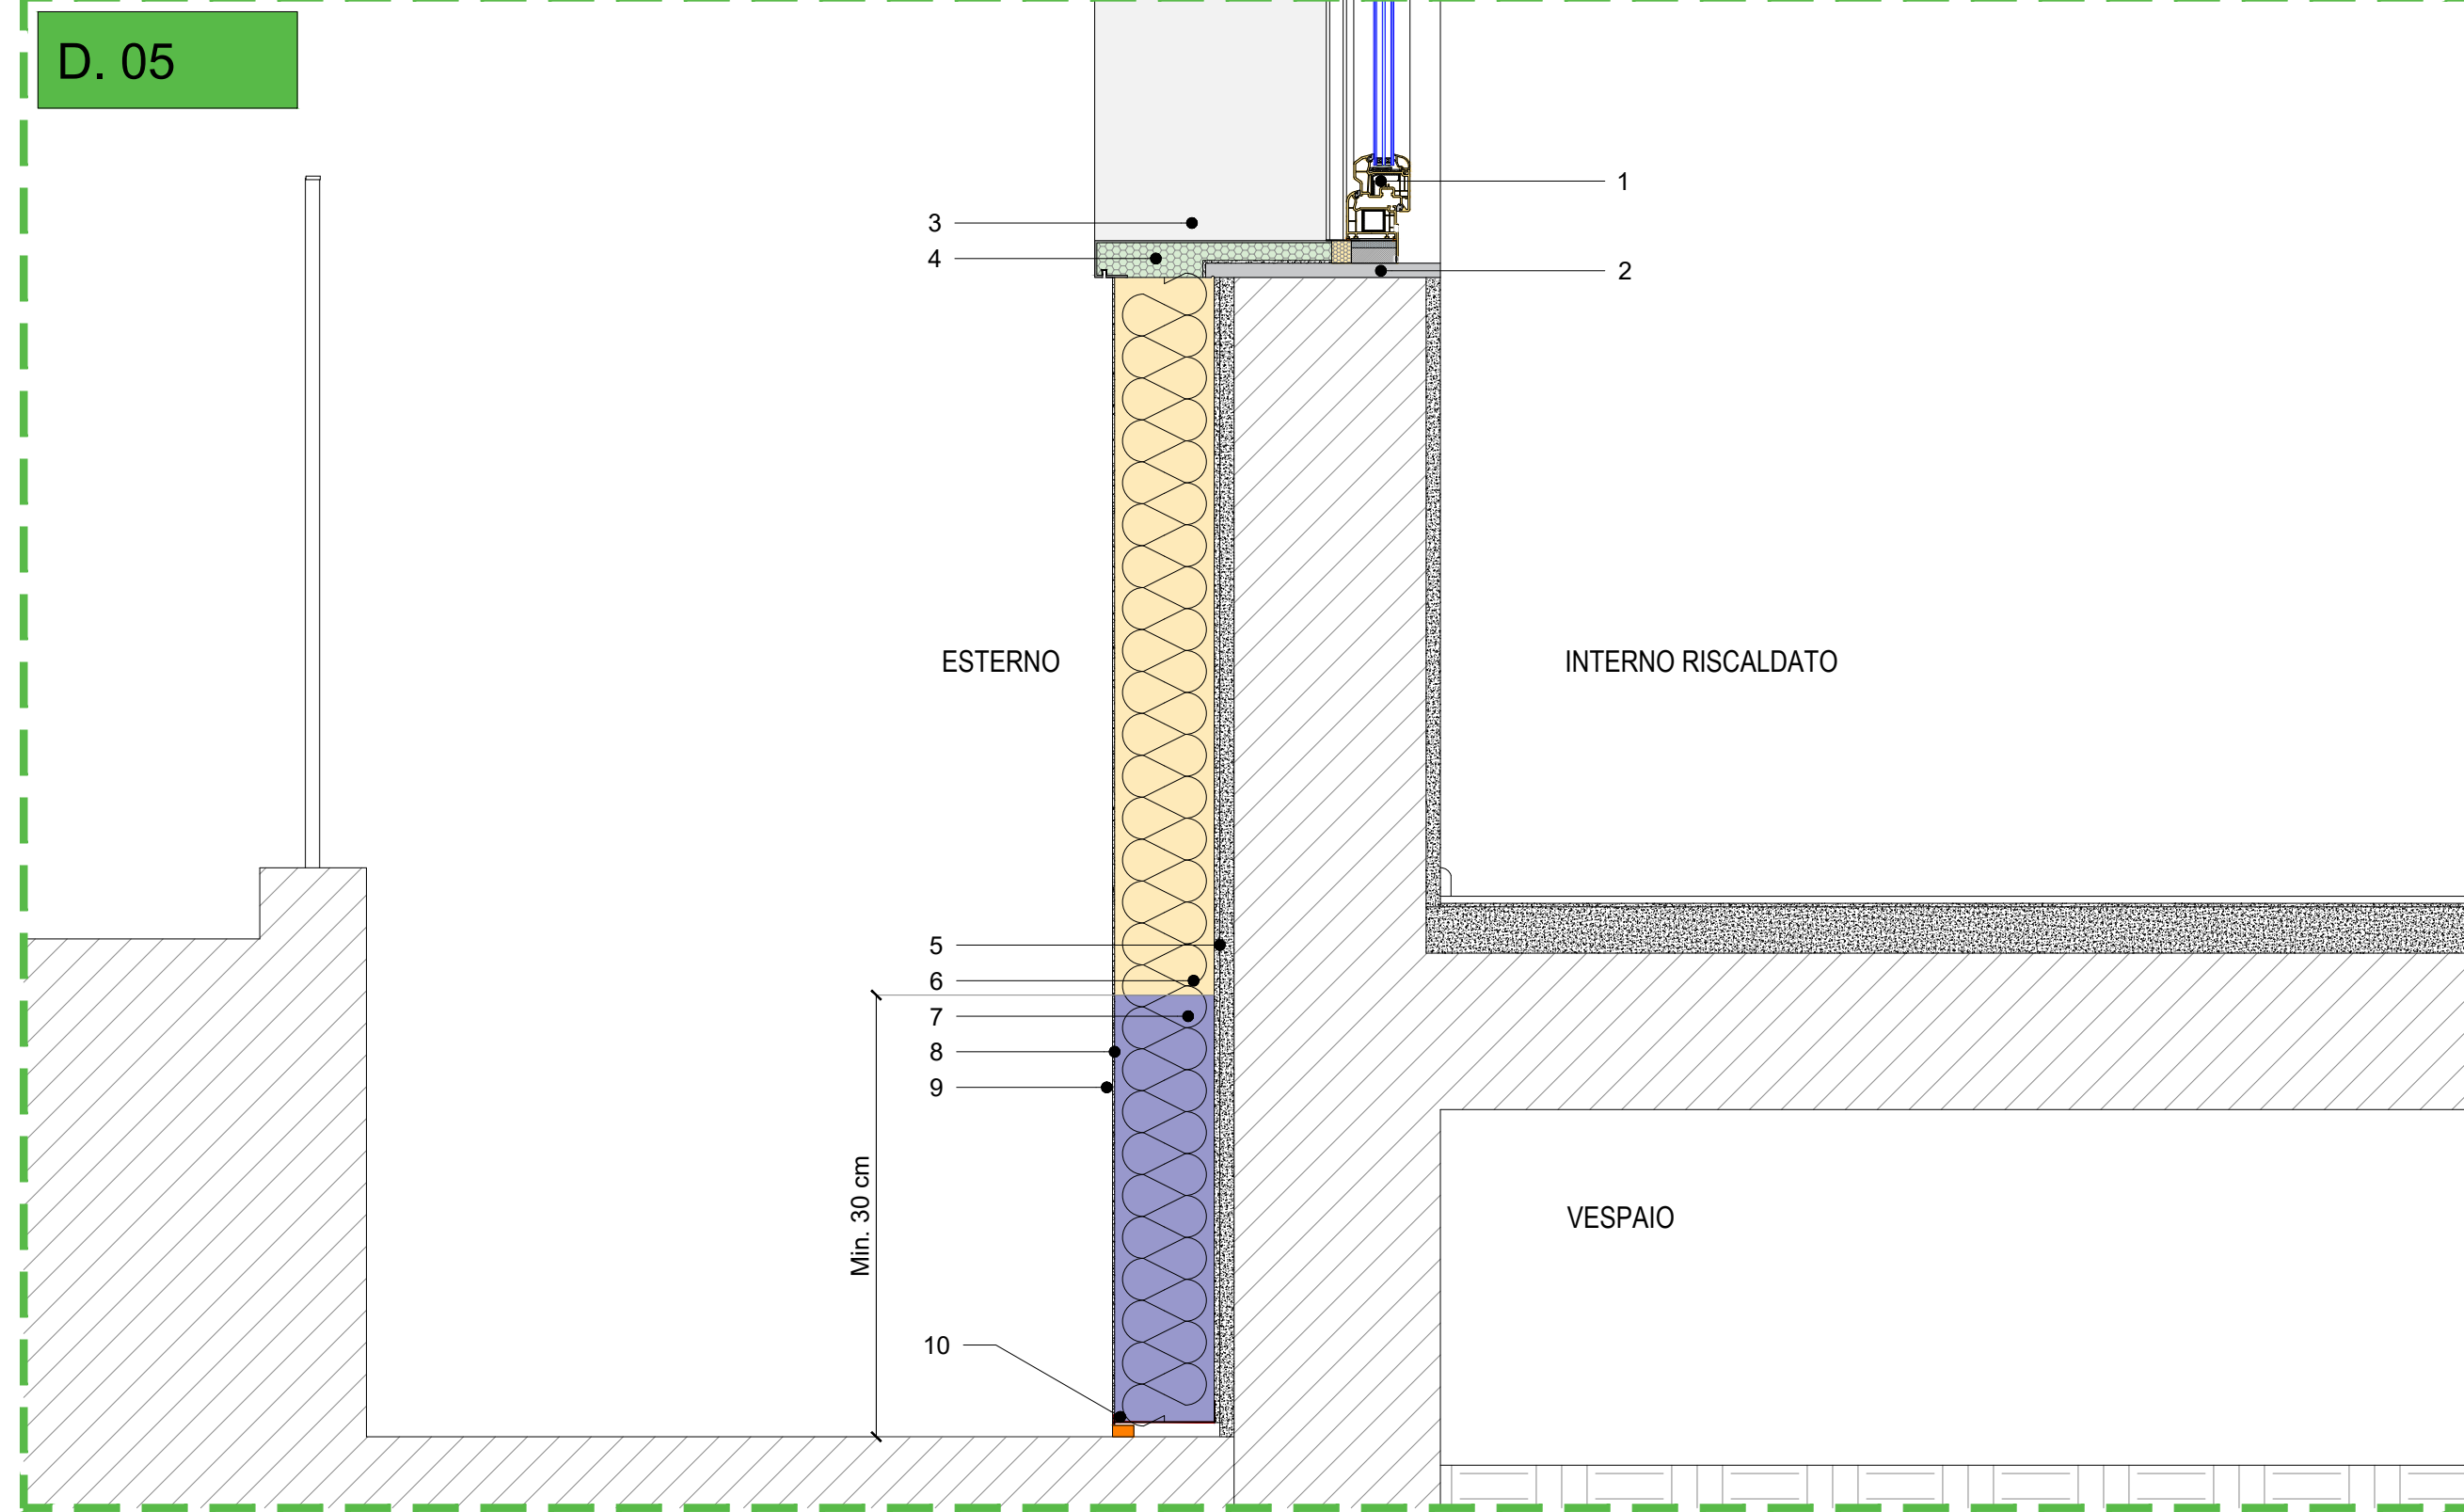 D. 05
1
3
4
2
ESTERNO
INTERNO RISCALDATO
5
6
7
8
9
Min. 30 cm
VESPAIO
10